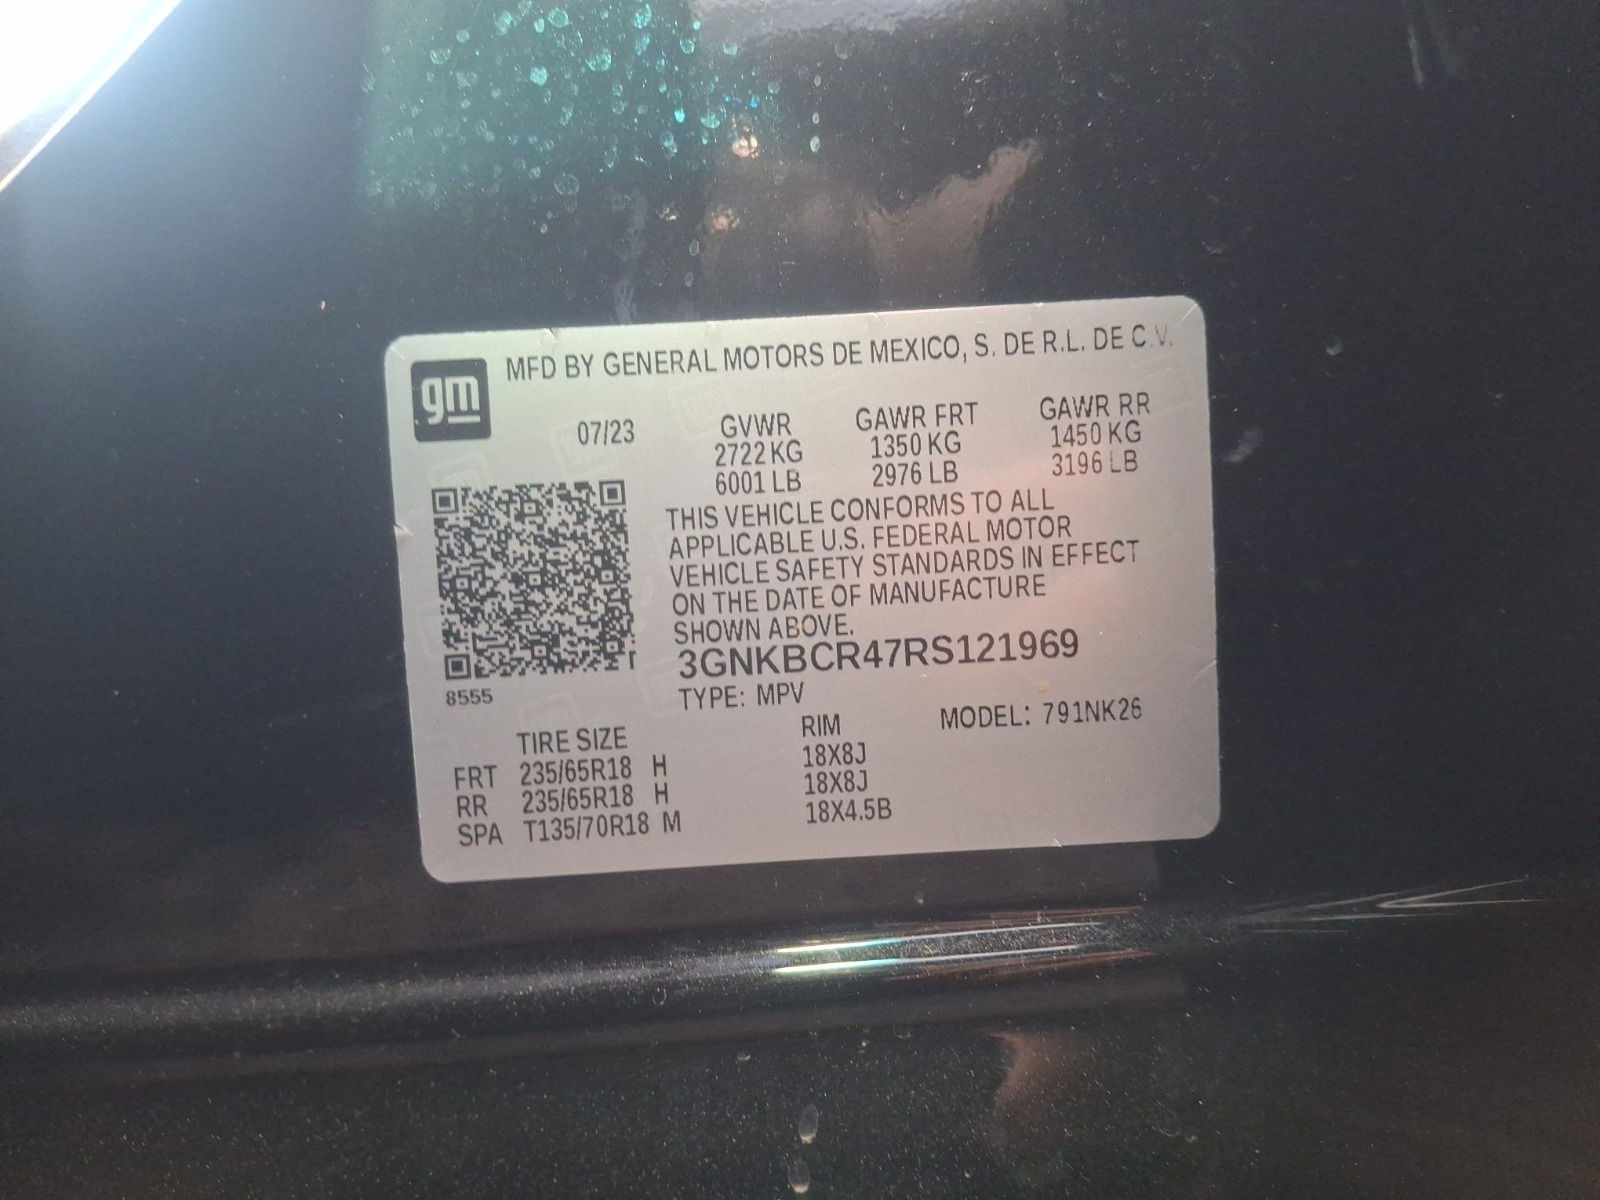 gm
MFD BY GENERAL MOTORS DE MEXICO, S. DE R.L. DE C.V.
07/23
GVWR GAWR FRT GAWR RR
2722 KG 1350 KG 1450 KG
6001 LB 2976 LB 3196 LB
THIS VEHICLE CONFORMS TO ALL
APPLICABLE U.S. FEDERAL MOTOR
VEHICLE SAFETY STANDARDS IN EFFECT
ON THE DATE OF MANUFACTURE
SHOWN ABOVE.
3GNKBCR47RS121969
8555
TYPE: MPV
MODEL: 791NK26
TIRE SIZE RIM
FRT 235/65R18 H 18X8J
RR 235/65R18 H 18X8J
SPA T135/70R18 M 18X4.5B